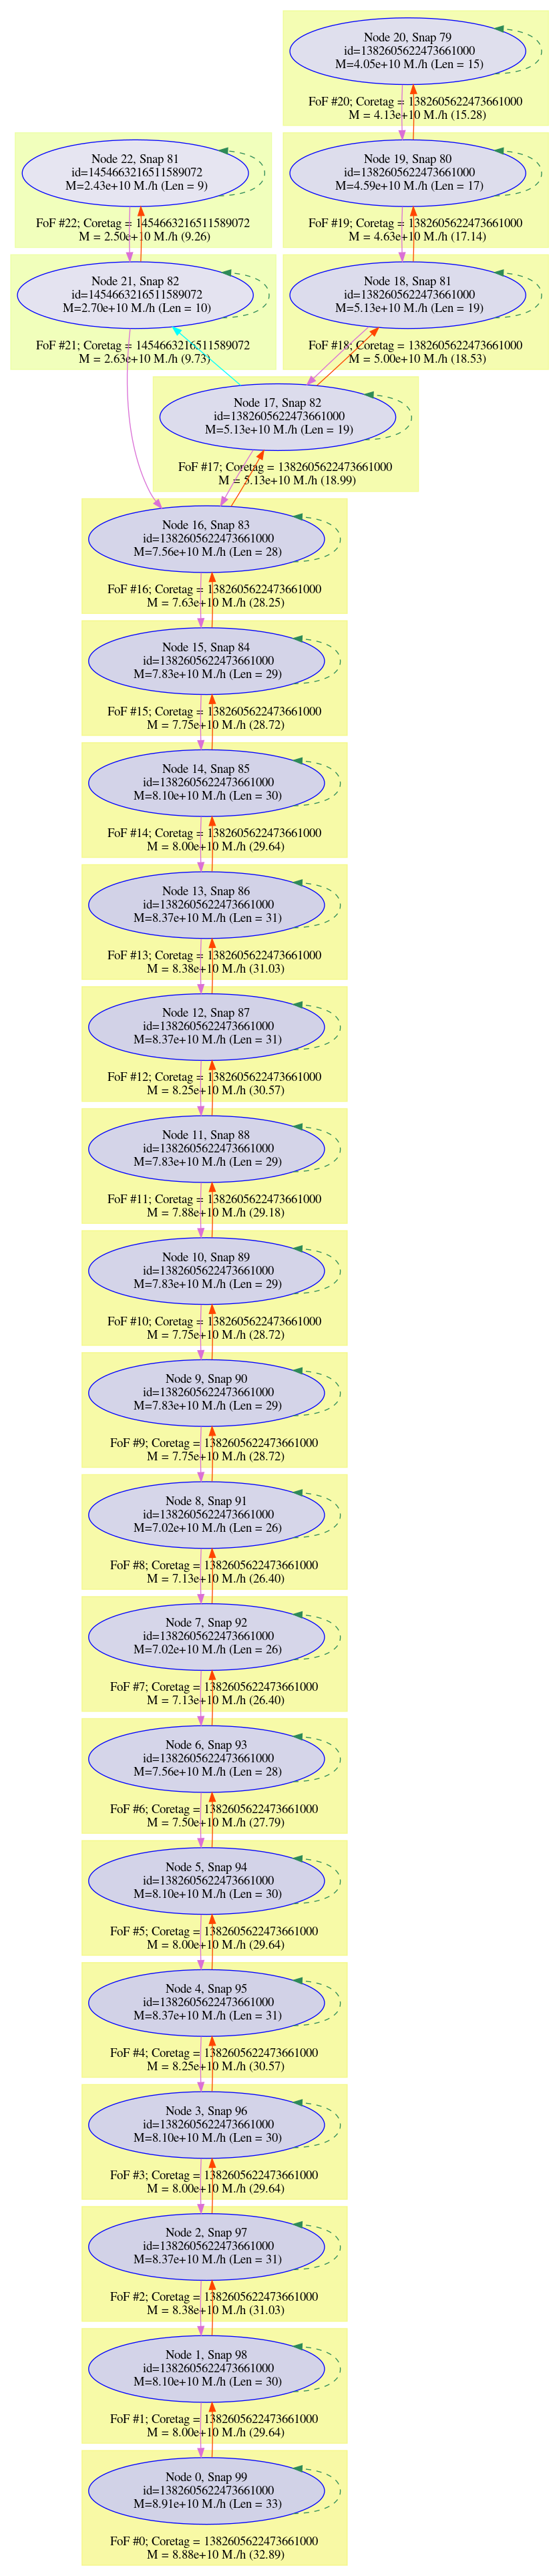 Node 20, Snap 79
id=1382605622473661000
M=4.05e+10 M./h (Len = 15)
FoF #20; Coretag = 1382605622473661000
M = 4.13e+10 M./h (15.28)
Node 22, Snap 81
id=1454663216511589072
M=2.43e+10 M./h (Len = 9)
FoF #22; Coretag = 1454663216511589072
M = 2.50e+10 M./h (9.26)
Node 19, Snap 80
id=1382605622473661000
M=4.59e+10 M./h (Len = 17)
FoF #19; Coretag = 1382605622473661000
M = 4.63e+10 M./h (17.14)
Node 21, Snap 82
id=1454663216511589072
M=2.70e+10 M./h (Len = 10)
FoF #21; Coretag = 1454663216511589072
M = 2.63e+10 M./h (9.73)
Node 18, Snap 81
id=1382605622473661000
M=5.13e+10 M./h (Len = 19)
FoF #18; Coretag = 1382605622473661000
M = 5.00e+10 M./h (18.53)
Node 17, Snap 82
id=1382605622473661000
M=5.13e+10 M./h (Len = 19)
FoF #17; Coretag = 1382605622473661000
M = 5.13e+10 M./h (18.99)
Node 16, Snap 83
id=1382605622473661000
M=7.56e+10 M./h (Len = 28)
FoF #16; Coretag = 1382605622473661000
M = 7.63e+10 M./h (28.25)
Node 15, Snap 84
id=1382605622473661000
M=7.83e+10 M./h (Len = 29)
FoF #15; Coretag = 1382605622473661000
M = 7.75e+10 M./h (28.72)
Node 14, Snap 85
id=1382605622473661000
M=8.10e+10 M./h (Len = 30)
FoF #14; Coretag = 1382605622473661000
M = 8.00e+10 M./h (29.64)
Node 13, Snap 86
id=1382605622473661000
M=8.37e+10 M./h (Len = 31)
FoF #13; Coretag = 1382605622473661000
M = 8.38e+10 M./h (31.03)
Node 12, Snap 87
id=1382605622473661000
M=8.37e+10 M./h (Len = 31)
FoF #12; Coretag = 1382605622473661000
M = 8.25e+10 M./h (30.57)
Node 11, Snap 88
id=1382605622473661000
M=7.83e+10 M./h (Len = 29)
FoF #11; Coretag = 1382605622473661000
M = 7.88e+10 M./h (29.18)
Node 10, Snap 89
id=1382605622473661000
M=7.83e+10 M./h (Len = 29)
FoF #10; Coretag = 1382605622473661000
M = 7.75e+10 M./h (28.72)
Node 9, Snap 90
id=1382605622473661000
M=7.83e+10 M./h (Len = 29)
FoF #9; Coretag = 1382605622473661000
M = 7.75e+10 M./h (28.72)
Node 8, Snap 91
id=1382605622473661000
M=7.02e+10 M./h (Len = 26)
FoF #8; Coretag = 1382605622473661000
M = 7.13e+10 M./h (26.40)
Node 7, Snap 92
id=1382605622473661000
M=7.02e+10 M./h (Len = 26)
FoF #7; Coretag = 1382605622473661000
M = 7.13e+10 M./h (26.40)
Node 6, Snap 93
id=1382605622473661000
M=7.56e+10 M./h (Len = 28)
FoF #6; Coretag = 1382605622473661000
M = 7.50e+10 M./h (27.79)
Node 5, Snap 94
id=1382605622473661000
M=8.10e+10 M./h (Len = 30)
FoF #5; Coretag = 1382605622473661000
M = 8.00e+10 M./h (29.64)
Node 4, Snap 95
id=1382605622473661000
M=8.37e+10 M./h (Len = 31)
FoF #4; Coretag = 1382605622473661000
M = 8.25e+10 M./h (30.57)
Node 3, Snap 96
id=1382605622473661000
M=8.10e+10 M./h (Len = 30)
FoF #3; Coretag = 1382605622473661000
M = 8.00e+10 M./h (29.64)
Node 2, Snap 97
id=1382605622473661000
M=8.37e+10 M./h (Len = 31)
FoF #2; Coretag = 1382605622473661000
M = 8.38e+10 M./h (31.03)
Node 1, Snap 98
id=1382605622473661000
M=8.10e+10 M./h (Len = 30)
FoF #1; Coretag = 1382605622473661000
M = 8.00e+10 M./h (29.64)
Node 0, Snap 99
id=1382605622473661000
M=8.91e+10 M./h (Len = 33)
FoF #0; Coretag = 1382605622473661000
M = 8.88e+10 M./h (32.89)